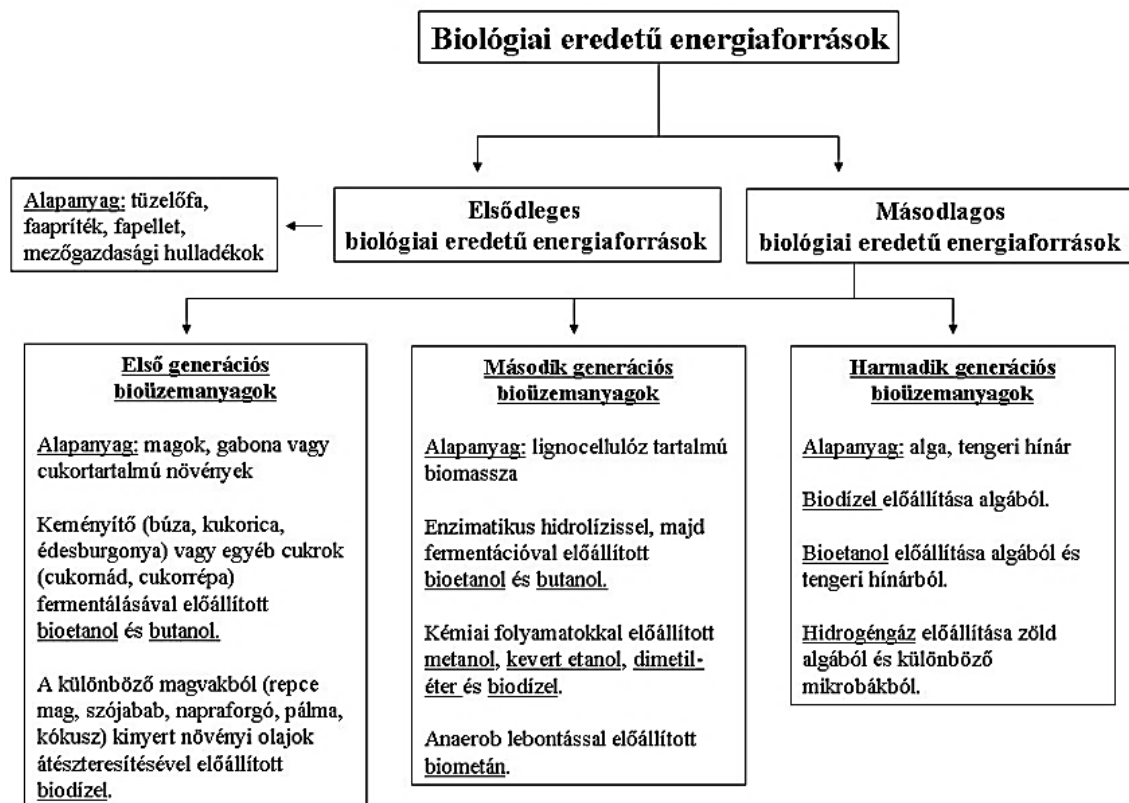 Biológiai eredetű energiaforrások
Alapanyag: tüzelőfa,
faapríték, fapellet,
mezőgazdasági hulladékok
Elsődleges
biológiai eredetű energiaforrások
Másodlagos
biológiai eredetű energiaforrások
Első generációs
bioüzemanyagok
Alapanyag: magok, gabona vagy
cukortartalmú növények
Keményítő (búza, kukorica,
édesburgonya) vagy egyéb cukrok
(cukornád, cukorrépa)
fermentálásával előállított
bioetanol és butanol.
A különböző magvakból (repce
mag, szójabab, napraforgó, pálma,
kókusz) kinyert növényi olajok
átészteresítésével előállított
biodízel.
Második generációs
bioüzemanyagok
Alapanyag: lignocellulóz tartalmú
biomassza
Enzimatikus hidrolízissel, majd
fermentációval előállított
bioetanol és butanol.
Kémiai folyamatokkal előállított
metanol, kevert etanol, dimetil-
éter és biodízel.
Anaerob lebontással előállított
biometán.
Harmadik generációs
bioüzemanyagok
Alapanyag: alga, tengeri hínár
Biodízel előállítása algából.
Bioetanol előállítása algából és
tengeri hínárból.
Hidrogéngáz előállítása zöld
algából és különböző
mikrobákból.